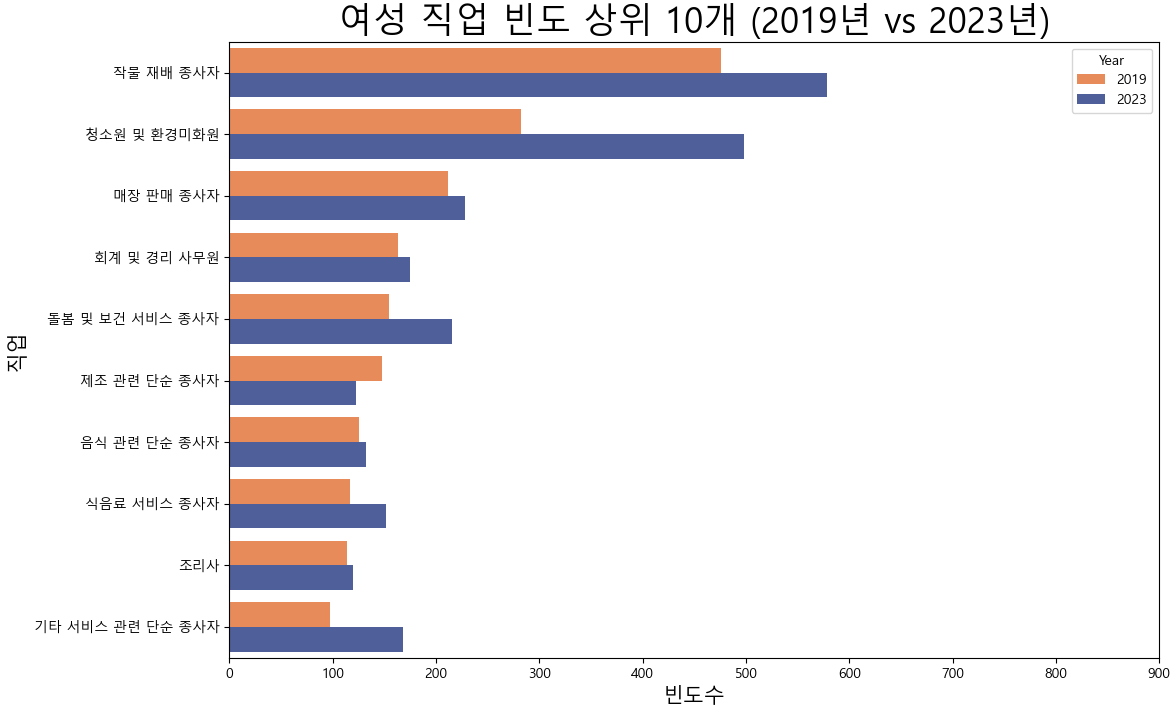 여성 직업 빈도 상위 10개 (2019년 vs 2023년)
Year
2019
2023
직업
작물 재배 종사자
청소원 및 환경미화원
매장 판매 종사자
회계 및 경리 사무원
돌봄 및 보건 서비스 종사자
제조 관련 단순 종사자
음식 관련 단순 종사자
식음료 서비스 종사자
조리사
기타 서비스 관련 단순 종사자
0 100 200 300 400 500 600 700 800 900
빈도수